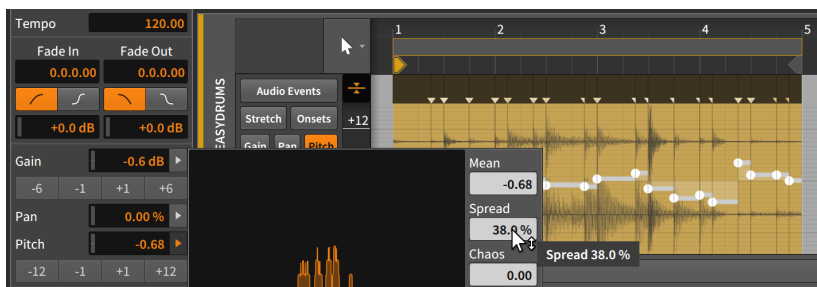 Tempo 120.00
Fade In Fade Out
0.0.0.00 0.0.0.00
+0.0 dB +0.0 dB
Gain -0.6 dB
-6 -1 +1 +6
Pan 0.00 %
Pitch -0.68
-12 -1 +1 +12
EASYDRUMS
Audio Events
Stretch Onsets
Gain Pan Pitch
+12
1 2 3 4 5
Mean
-0.68
Spread
38.0 %
Chaos
0.00
Spread 38.0 %